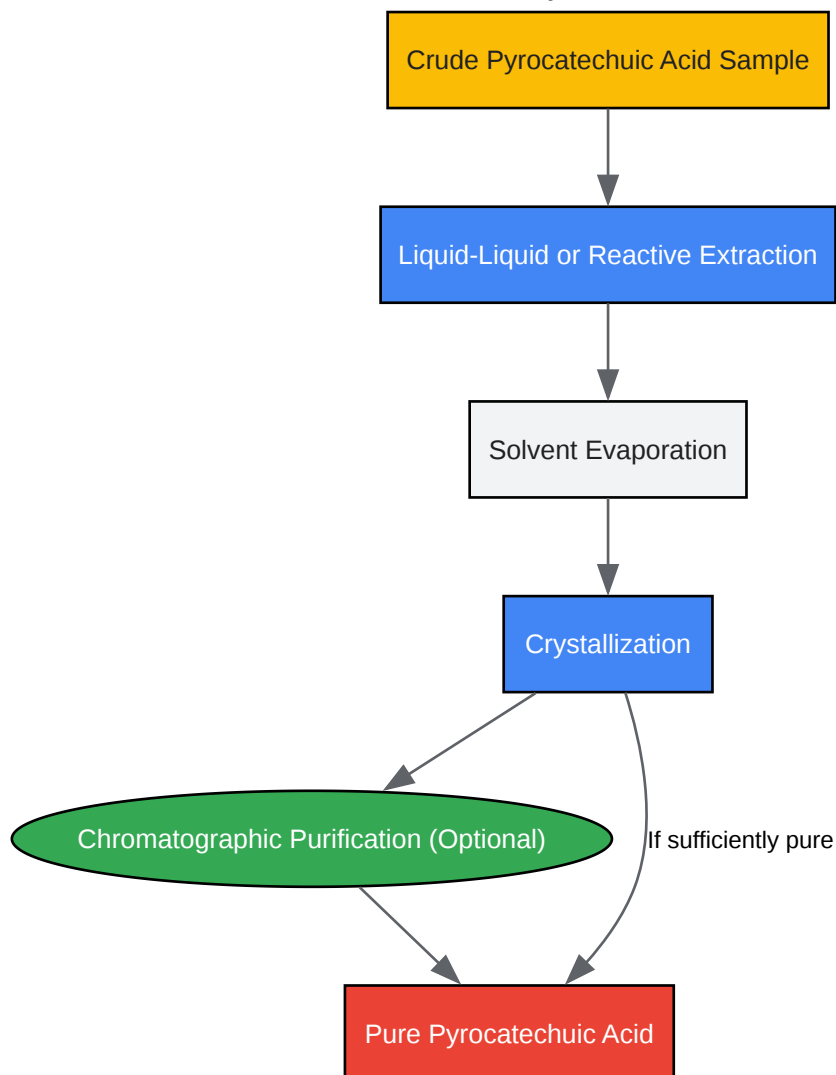 Crude Pyrocatechuic Acid Sample
Liquid-Liquid or Reactive Extraction
Solvent Evaporation
Crystallization
Chromatographic Purification (Optional)
If sufficiently pure
Pure Pyrocatechuic Acid